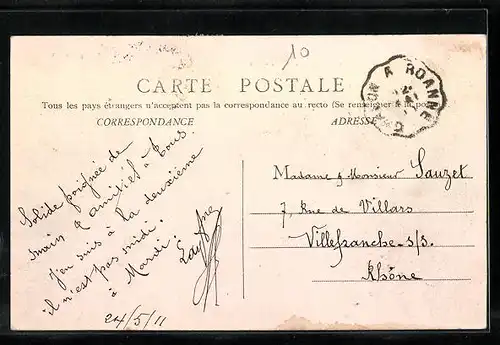 10
CARTE POSTALE
Tous les pays étrangers n'acceptent pas la correspondance au recto (Se renseigner à la pos
CORRESPONDANCE
ADRESSE
A ROANNE
Solide poignée de
main & amitiés à tous.
J'en suis à la deuxième
il n'est pas midi.
à Mardi.
24/5/11
Madame & Monsieur Sauzet
7, Rue de Villars
Villefranche-s/s.
Rhône